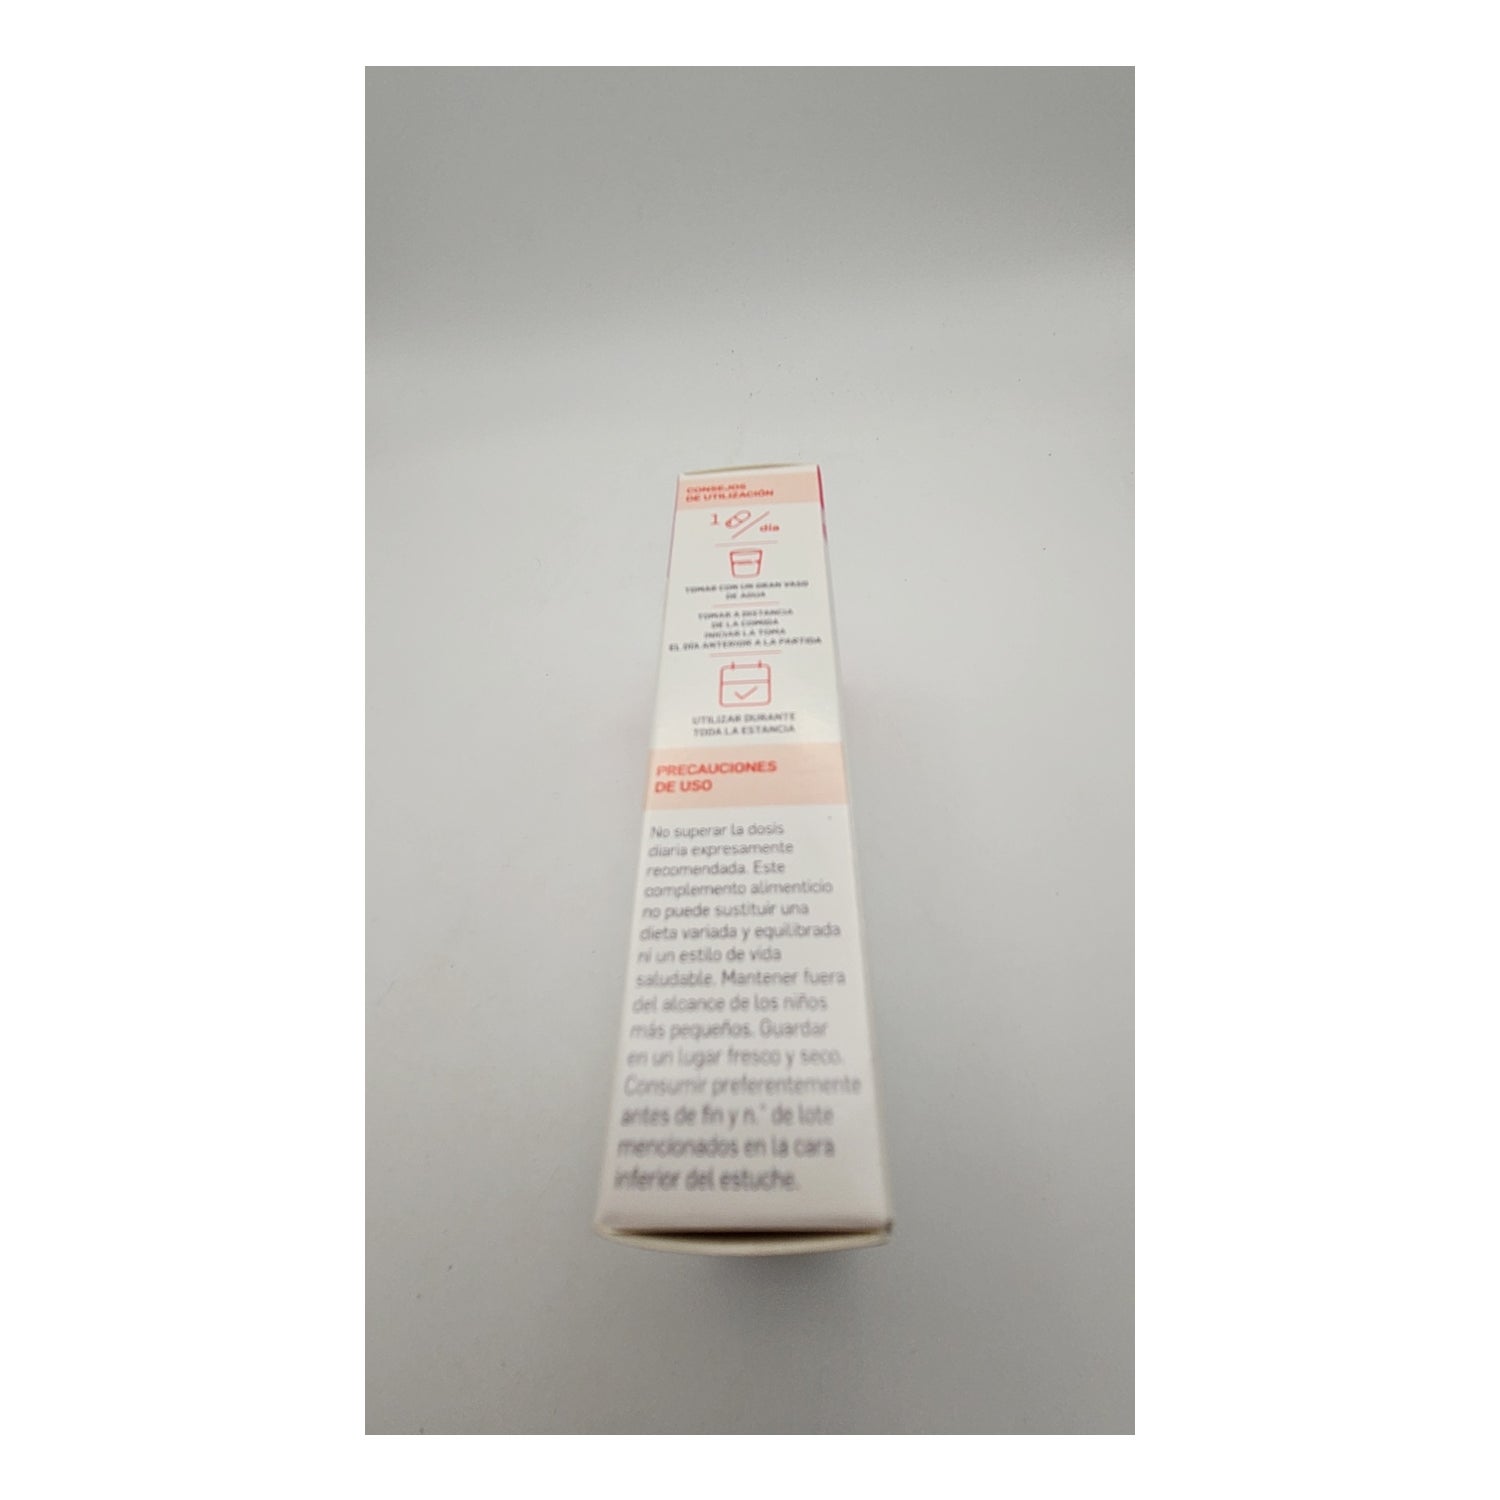 CONSEJOS
DE UTILIZACIÓN
1 / día
TOMAR CON UN GRAN VASO
DE AGUA
TOMAR A DISTANCIA
DE LA COMIDA
INICIAR LA TOMA
EL DÍA ANTERIOR A LA PARTIDA
UTILIZAR DURANTE
TODA LA ESTANCIA
PRECAUCIONES
DE USO
No superar la dosis
diaria expresamente
recomendada. Este
complemento alimenticio
no puede sustituir una
dieta variada y equilibrada
ni un estilo de vida
saludable. Mantener fuera
del alcance de los niños
más pequeños. Guardar
en un lugar fresco y seco.
Consumir preferentemente
antes de fin y n.° de lote
mencionados en la cara
inferior del estuche.